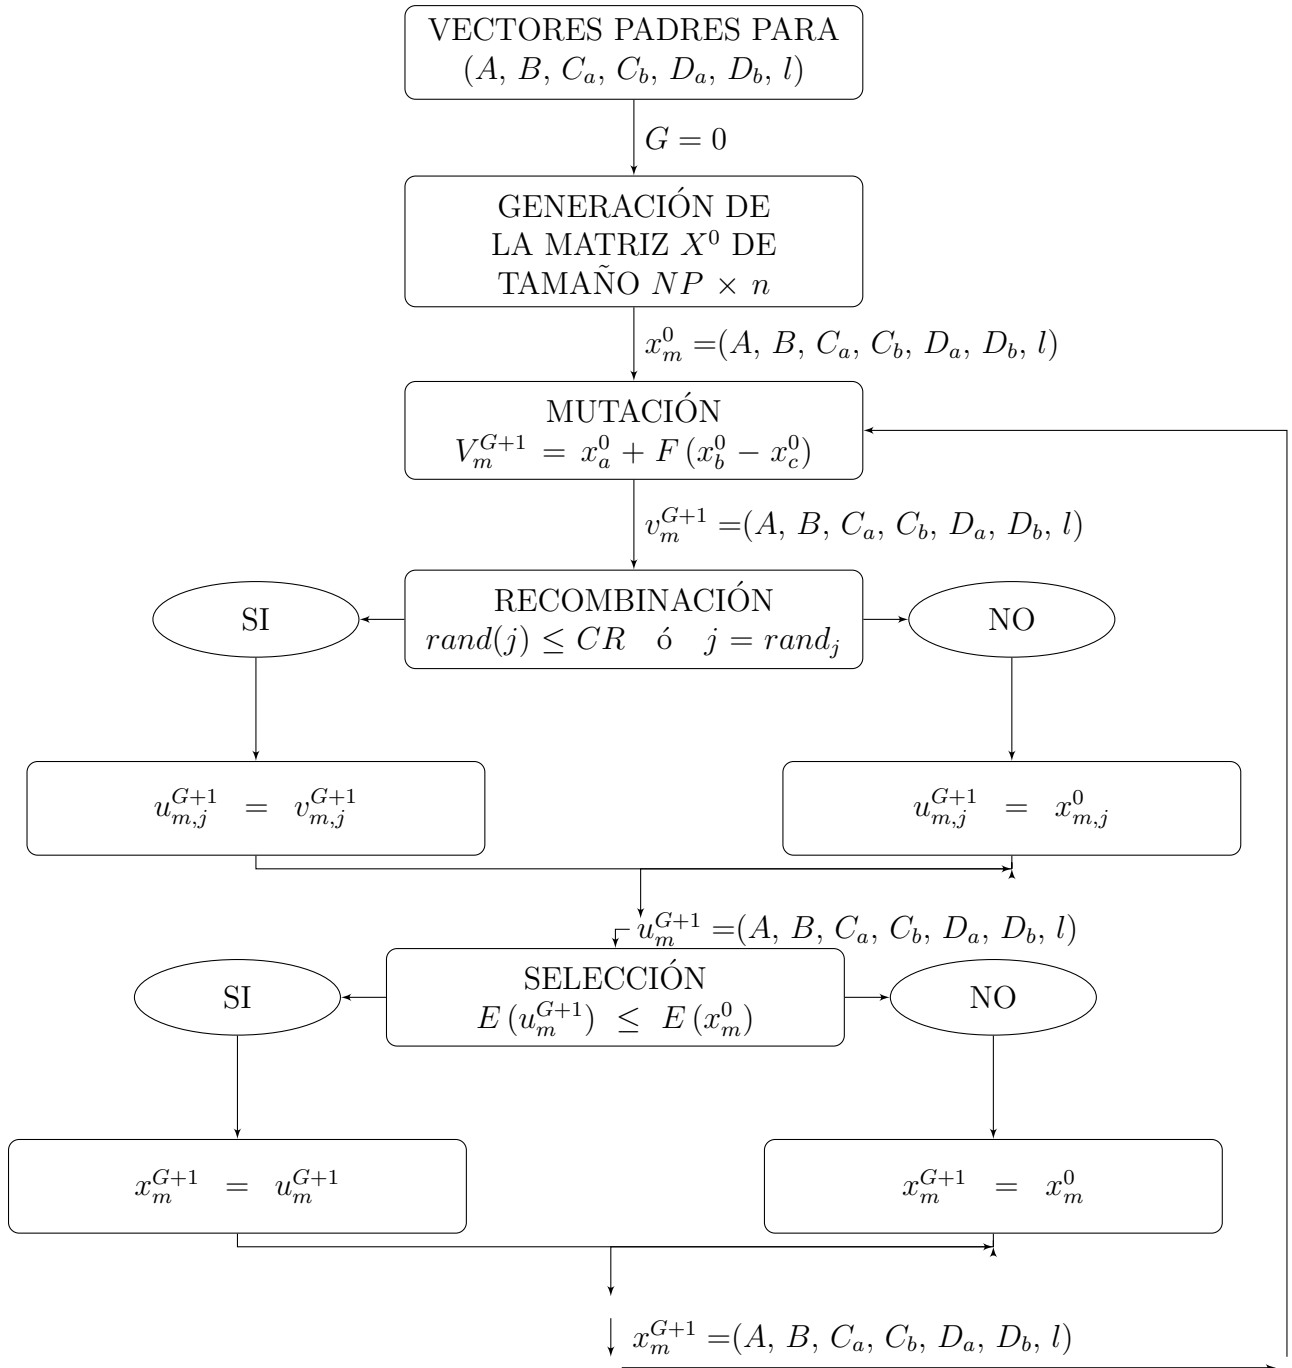 VECTORES PADRES PARA
(A, B, C_a, C_b, D_a, D_b, l)
G = 0
GENERACIÓN DE
LA MATRIZ X^0 DE
TAMAÑO NP × n
x_m^0 =(A, B, C_a, C_b, D_a, D_b, l)
MUTACIÓN
V_m^{G+1} = x_a^0 + F (x_b^0 − x_c^0)
v_m^{G+1} =(A, B, C_a, C_b, D_a, D_b, l)
SI
RECOMBINACIÓN
rand(j) ≤ CR ó j = rand_j
NO
u_{m,j}^{G+1} = v_{m,j}^{G+1}
u_{m,j}^{G+1} = x_{m,j}^0
u_m^{G+1} =(A, B, C_a, C_b, D_a, D_b, l)
SI
SELECCIÓN
E (u_m^{G+1}) ≤ E (x_m^0)
NO
x_m^{G+1} = u_m^{G+1}
x_m^{G+1} = x_m^0
x_m^{G+1} =(A, B, C_a, C_b, D_a, D_b, l)